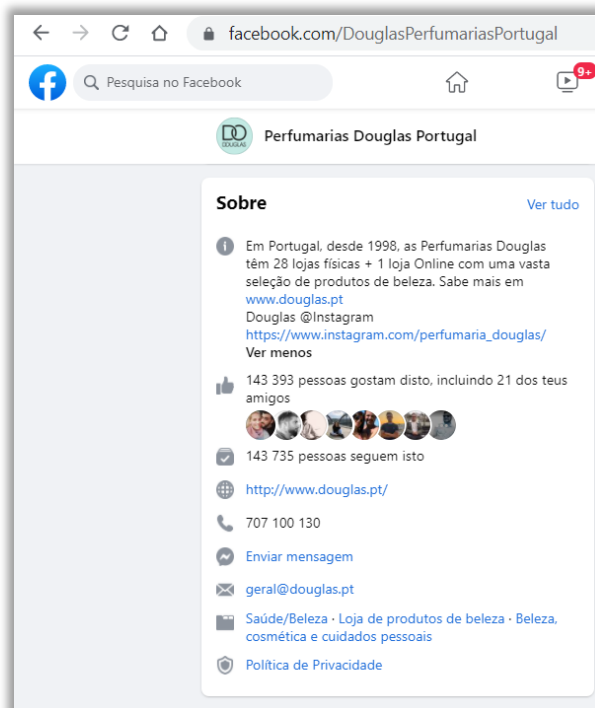 facebook.com/DouglasPerfumariasPortugal
Pesquisa no Facebook
9+
DO
DOUGLAS
Perfumarias Douglas Portugal
Sobre
Ver tudo
Em Portugal, desde 1998, as Perfumarias Douglas
têm 28 lojas físicas + 1 loja Online com uma vasta
seleção de produtos de beleza. Sabe mais em
www.douglas.pt
Douglas @Instagram
https://www.instagram.com/perfumaria_douglas/
Ver menos
143 393 pessoas gostam disto, incluindo 21 dos teus
amigos
143 735 pessoas seguem isto
http://www.douglas.pt/
707 100 130
Enviar mensagem
geral@douglas.pt
Saúde/Beleza · Loja de produtos de beleza · Beleza,
cosmética e cuidados pessoais
Política de Privacidade